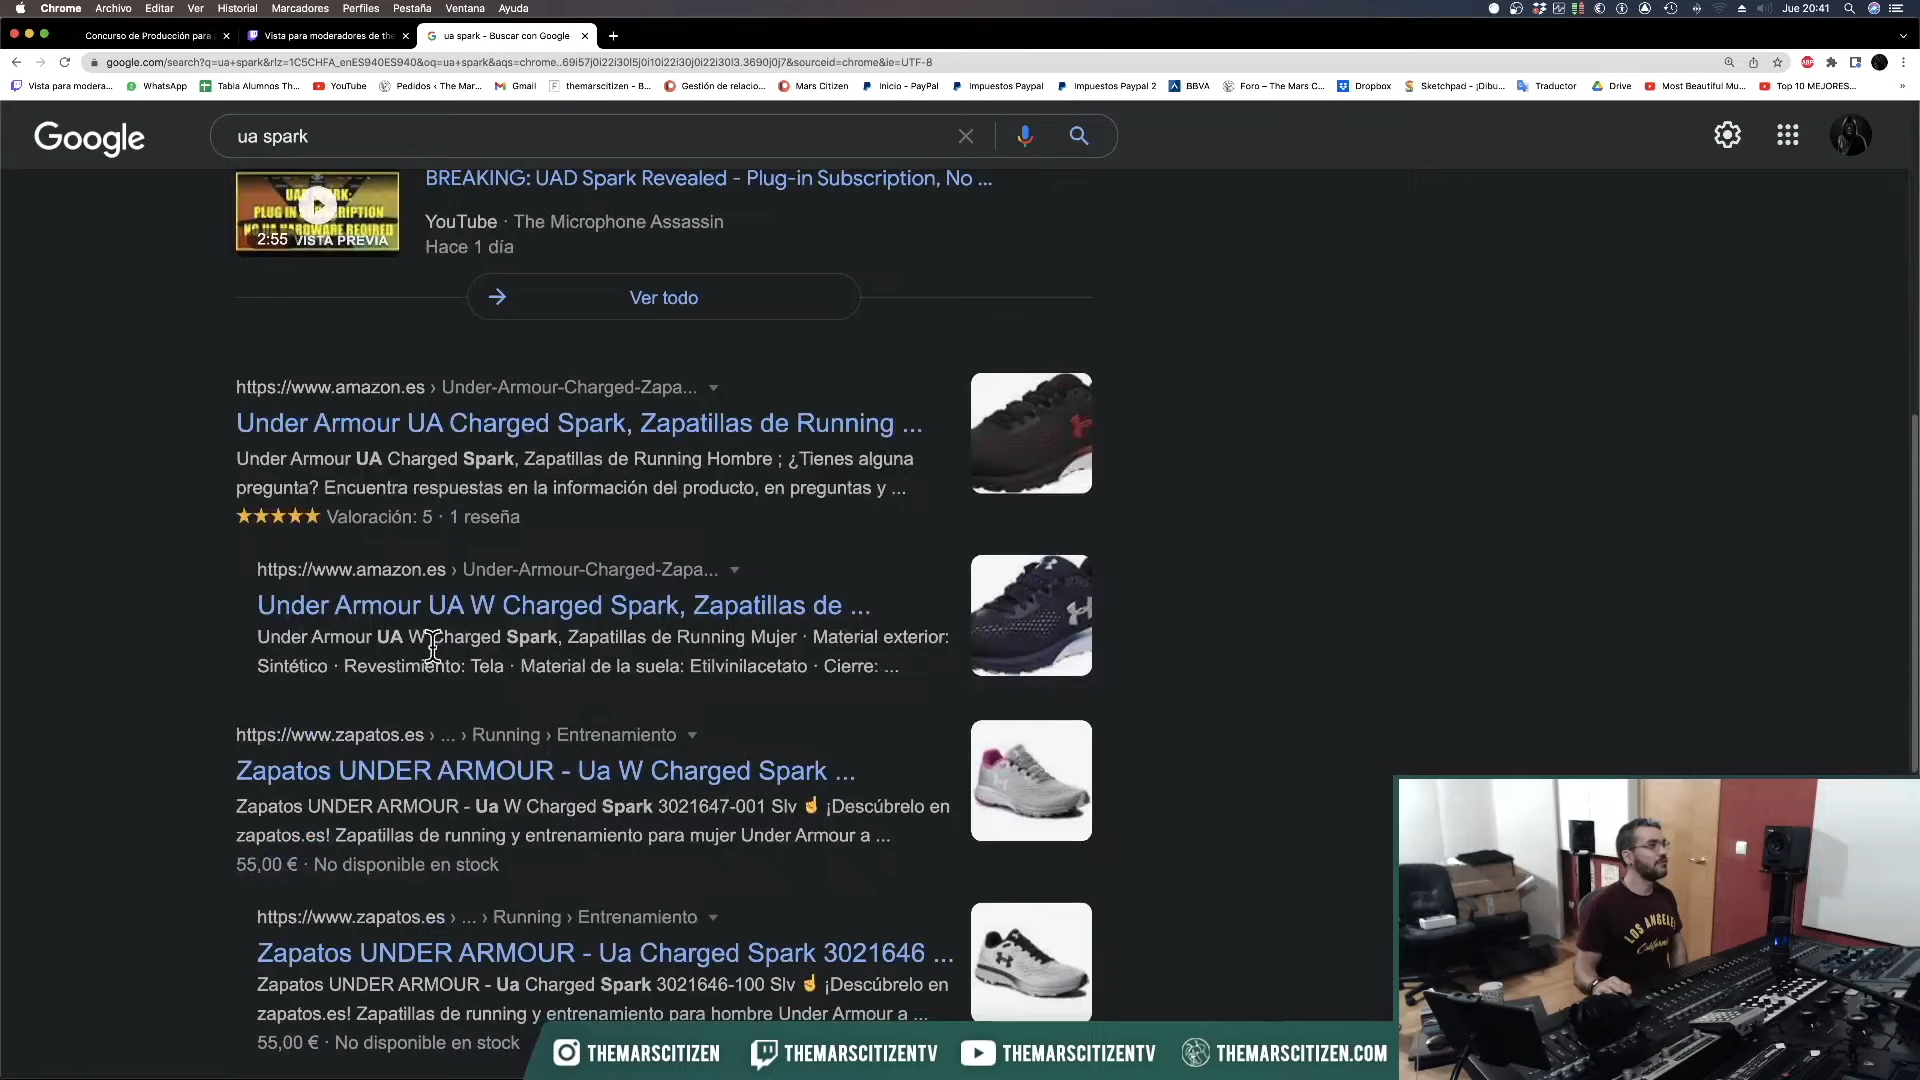 Chrome Archivo Editar Ver Historial Marcadores Perfiles Pestaña Ventana Ayuda Jue 20:41
Concurso de Producción para Vista para moderadores de the ua spark - Buscar con Google
google.com/search?q=ua+spark&rlz=1C5CHFA_enES940ES940&oq=ua+spark&aqs=chrome..69i57j0i22i30l5j0i10i22i30j0i22i30l3.3690j0j7&sourceid=chrome&ie=UTF-8
Vista para modera... WhatsApp Tabla Alumnos Th... YouTube Pedidos ‹ The Mar... Gmail themarscitizen - B... Gestión de relacio... Mars Citizen Inicio - PayPal Impuestos Paypal Impuestos Paypal 2 BBVA Foro – The Mars C... Dropbox Sketchpad - ¡Dibu... Traductor Drive Most Beautiful Mu... Top 10 MEJORES...
Google ua spark
BREAKING: UAD Spark Revealed - Plug-in Subscription, No ...
PLUG IN SUBSCRIPTION
2:55 VISTA PREVIA
YouTube · The Microphone Assassin
Hace 1 día
Ver todo
https://www.amazon.es › Under-Armour-Charged-Zapa...
Under Armour UA Charged Spark, Zapatillas de Running ...
Under Armour UA Charged Spark, Zapatillas de Running Hombre ; ¿Tienes alguna
pregunta? Encuentra respuestas en la información del producto, en preguntas y ...
★★★★★ Valoración: 5 · 1 reseña
https://www.amazon.es › Under-Armour-Charged-Zapa...
Under Armour UA W Charged Spark, Zapatillas de ...
Under Armour UA W Charged Spark, Zapatillas de Running Mujer · Material exterior:
Sintético · Revestimiento: Tela · Material de la suela: Etilvinilacetato · Cierre: ...
https://www.zapatos.es › ... › Running › Entrenamiento
Zapatos UNDER ARMOUR - Ua W Charged Spark ...
Zapatos UNDER ARMOUR - Ua W Charged Spark 3021647-001 Slv ☝ ¡Descúbrelo en
zapatos.es! Zapatillas de running y entrenamiento para mujer Under Armour a ...
55,00 € · No disponible en stock
https://www.zapatos.es › ... › Running › Entrenamiento
Zapatos UNDER ARMOUR - Ua Charged Spark 3021646 ...
Zapatos UNDER ARMOUR - Ua Charged Spark 3021646-100 Slv ☝ ¡Descúbrelo en
zapatos.es! Zapatillas de running y entrenamiento para hombre Under Armour a ...
55,00 € · No disponible en stock
LOS ANGELES
California
THEMARSCITIZEN THEMARSCITIZENTV THEMARSCITIZENTV THEMARSCITIZEN.COM